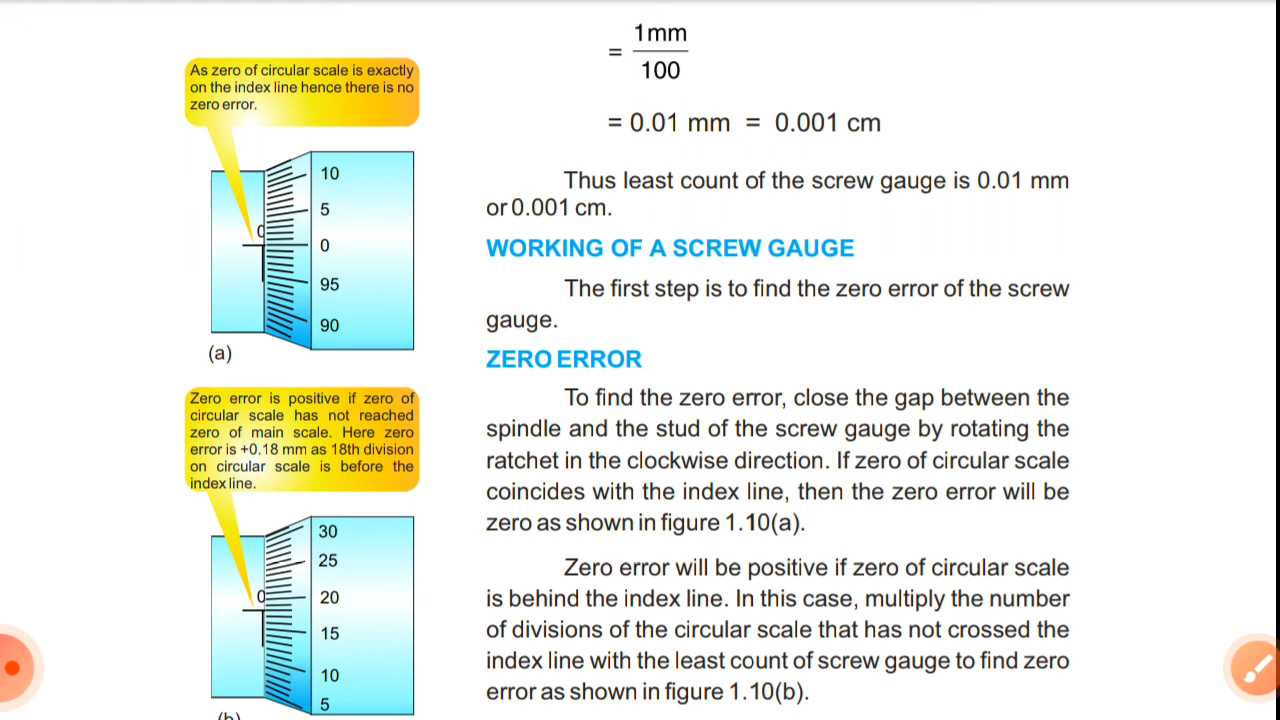 As zero of circular scale is exactly
on the index line hence there is no
zero error.
10
5
0
0
95
90
(a)
Zero error is positive if zero of
circular scale has not reached
zero of main scale. Here zero
error is +0.18 mm as 18th division
on circular scale is before the
index line.
30
25
0
20
15
10
5
(b)
= 1mm
100
= 0.01 mm = 0.001 cm
Thus least count of the screw gauge is 0.01 mm
or 0.001 cm.
WORKING OF A SCREW GAUGE
The first step is to find the zero error of the screw
gauge.
ZERO ERROR
To find the zero error, close the gap between the
spindle and the stud of the screw gauge by rotating the
ratchet in the clockwise direction. If zero of circular scale
coincides with the index line, then the zero error will be
zero as shown in figure 1.10(a).
Zero error will be positive if zero of circular scale
is behind the index line. In this case, multiply the number
of divisions of the circular scale that has not crossed the
index line with the least count of screw gauge to find zero
error as shown in figure 1.10(b).